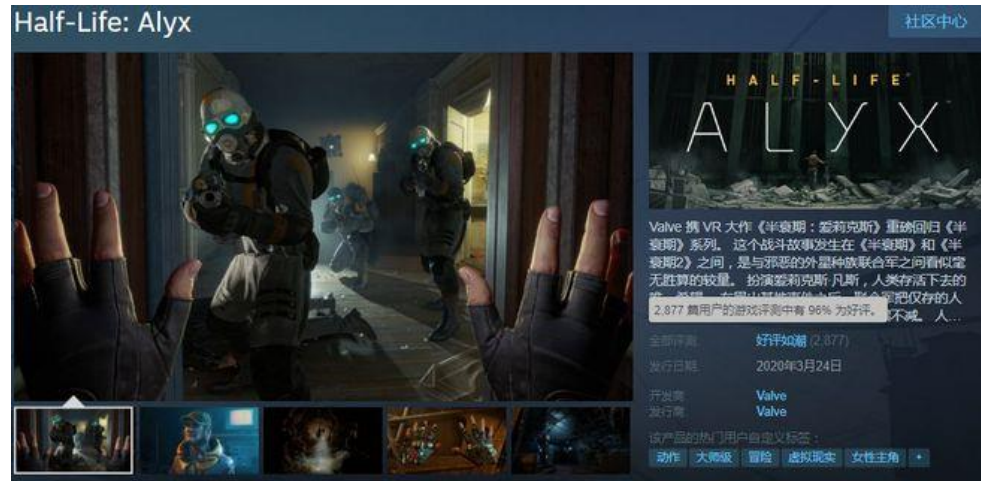 Half-Life: Alyx
社区中心
HALF-LIFE
ALYX
Valve 携 VR 大作《半衰期：爱莉克斯》重磅回归《半
衰期》系列。 这个战斗故事发生在《半衰期》和《半
衰期2》之间，是与邪恶的外星种族联合军之间看似毫
无胜算的较量。 扮演爱莉克斯·凡斯，人类存活下去的
2,877 篇用户的游戏评测中有 96% 为好评。
把仅存的人
不减。 人...
全部评测： 好评如潮 (2,877)
发行日期： 2020年3月24日
开发商： Valve
发行商： Valve
该产品的热门用户自定义标签：
动作 大师级 冒险 虚拟现实 女性主角 +